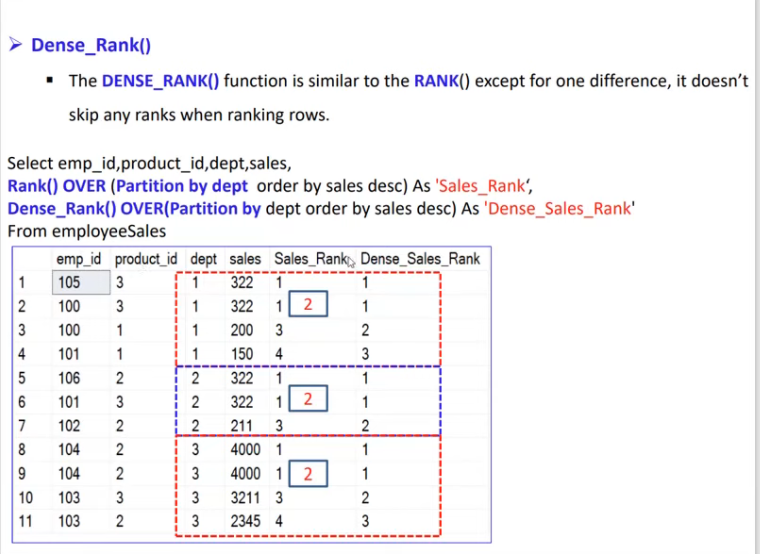 ➢ Dense_Rank()
▪ The DENSE_RANK() function is similar to the RANK() except for one difference, it doesn’t
skip any ranks when ranking rows.
Select emp_id,product_id,dept,sales,
Rank() OVER (Partition by dept order by sales desc) As 'Sales_Rank‘,
Dense_Rank() OVER(Partition by dept order by sales desc) As 'Dense_Sales_Rank'
From employeeSales
emp_id product_id dept sales Sales_Rank Dense_Sales_Rank
1 105 3 1 322 1 1
2 100 3 1 322 1 2 1
3 100 1 1 200 3 2
4 101 1 1 150 4 3
5 106 2 2 322 1 1
6 101 3 2 322 1 2 1
7 102 2 2 211 3 2
8 104 2 3 4000 1 1
9 104 2 3 4000 1 2 1
10 103 3 3 3211 3 2
11 103 2 3 2345 4 3